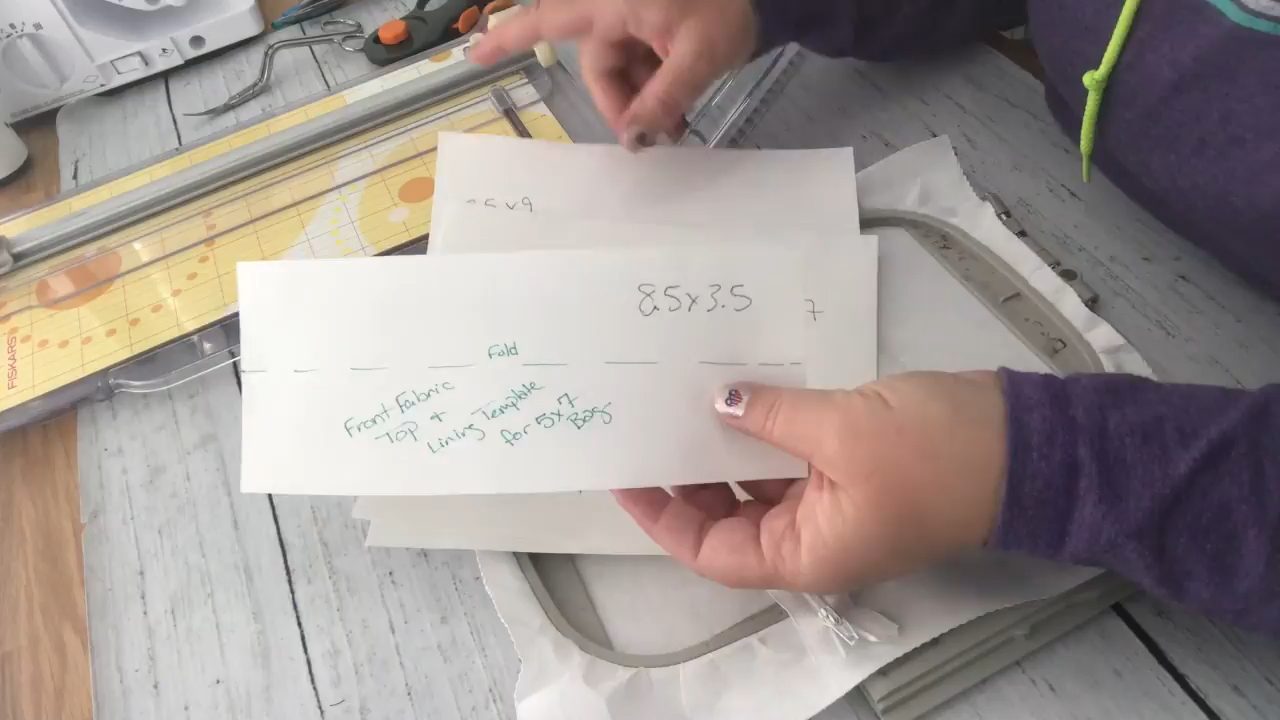 8.5x3.5
7
Fold
Front Fabric
Top +
Lining Template
for 5x7
Bag
FISKARS